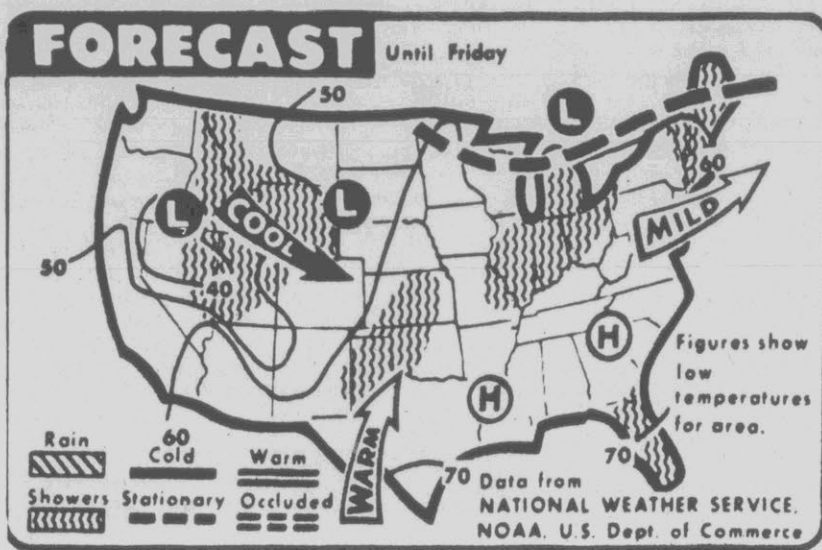 FORECAST
Until Friday
50
L
60
L
L
COOL
MILD
50
40
H
Figures show
low
temperatures
for area.
H
Rain
60
Cold
Warm
WARM
70
70
Data from
NATIONAL WEATHER SERVICE,
NOAA, U.S. Dept. of Commerce
Showers
Stationary
Occluded